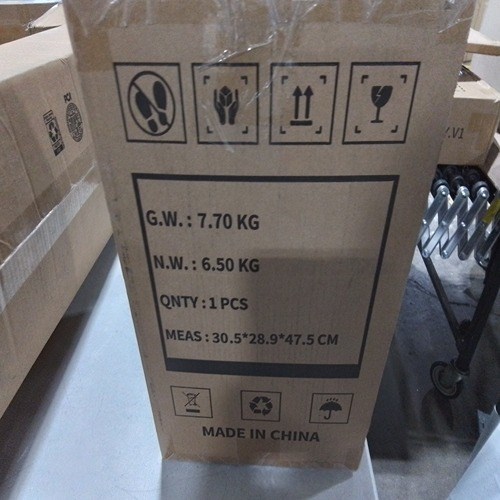 G.W. : 7.70 KG
N.W. : 6.50 KG
QNTY : 1 PCS
MEAS : 30.5*28.9*47.5 CM
MADE IN CHINA
.V1